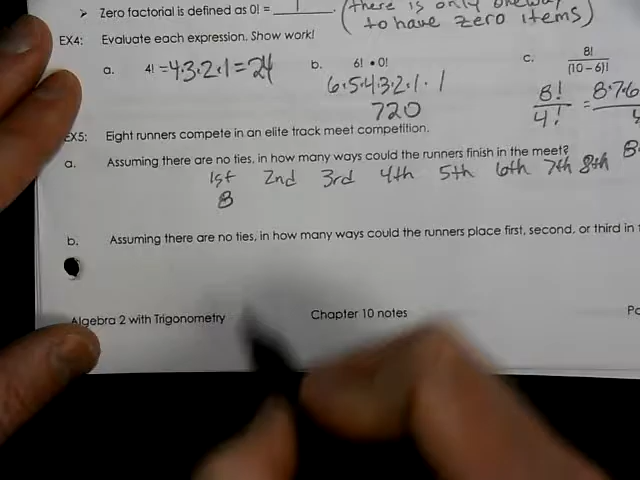 ➢ Zero factorial is defined as 0! = 1. (there is only one way
to have zero items)
EX4: Evaluate each expression. Show work!
a. 4! = 4·3·2·1 = 24 b. 6! • 0! c. 8!
(10 – 6)!
6·5·4·3·2·1·1 8! = 8·7·6
720 4!
EX5: Eight runners compete in an elite track meet competition.
a. Assuming there are no ties, in how many ways could the runners finish in the meet?
1st 2nd 3rd 4th 5th 6th 7th 8th 8
8
b. Assuming there are no ties, in how many ways could the runners place first, second, or third in
Algebra 2 with Trigonometry Chapter 10 notes